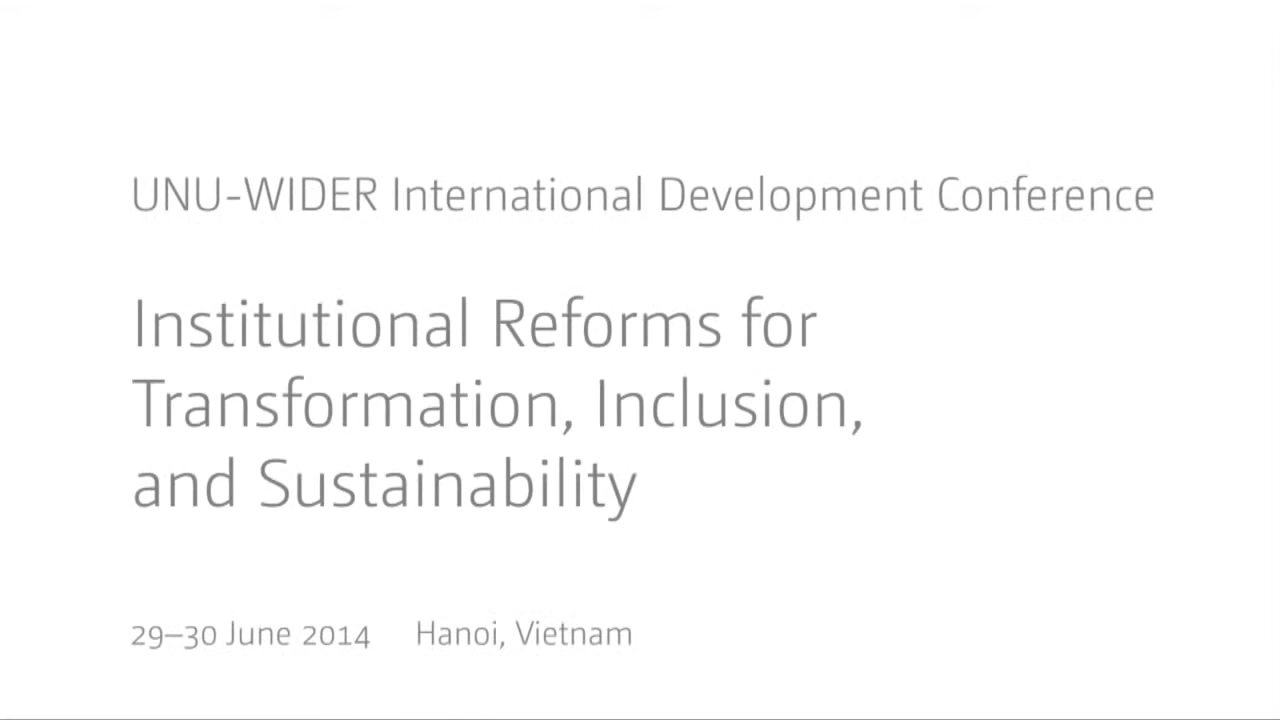 UNU-WIDER International Development Conference
Institutional Reforms for
Transformation, Inclusion,
and Sustainability
29–30 June 2014 Hanoi, Vietnam